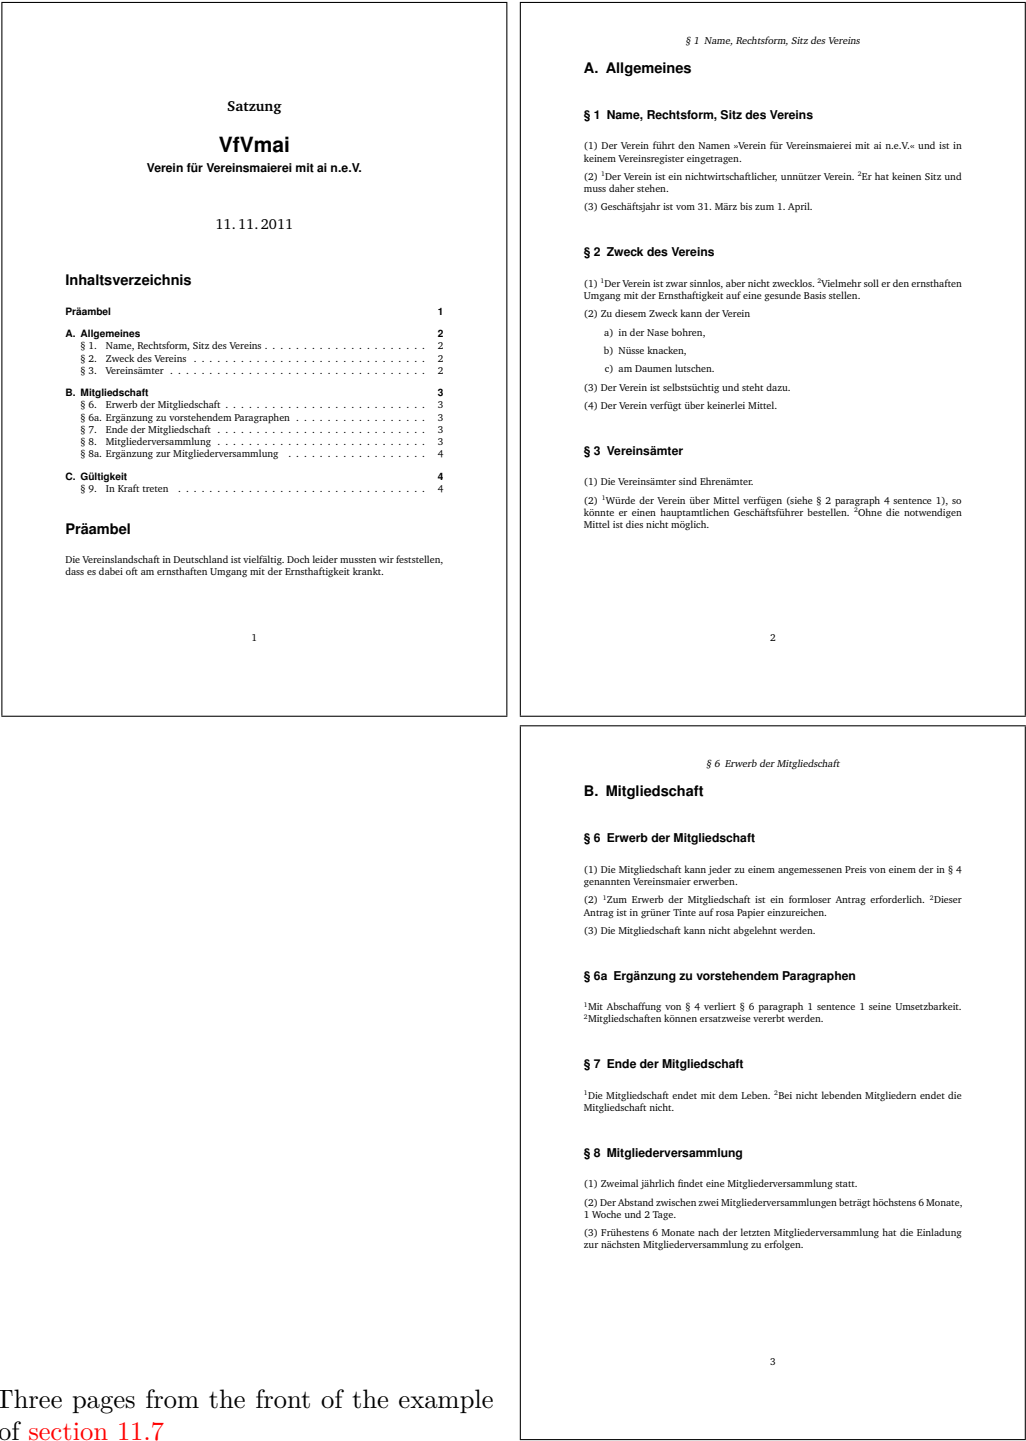 Satzung
VfVmai
Verein für Vereinsmaierei mit ai n.e.V.
11. 11. 2011
Inhaltsverzeichnis
Präambel 1
A. Allgemeines 2
§ 1. Name, Rechtsform, Sitz des Vereins . . . . . . . . . . . . . . . . . . . . . 2
§ 2. Zweck des Vereins . . . . . . . . . . . . . . . . . . . . . . . . . . . . . . 2
§ 3. Vereinsämter . . . . . . . . . . . . . . . . . . . . . . . . . . . . . . . . . 2
B. Mitgliedschaft 3
§ 6. Erwerb der Mitgliedschaft . . . . . . . . . . . . . . . . . . . . . . . . . . 3
§ 6a. Ergänzung zu vorstehendem Paragraphen . . . . . . . . . . . . . . . . . 3
§ 7. Ende der Mitgliedschaft . . . . . . . . . . . . . . . . . . . . . . . . . . . 3
§ 8. Mitgliederversammlung . . . . . . . . . . . . . . . . . . . . . . . . . . . 3
§ 8a. Ergänzung zur Mitgliederversammlung . . . . . . . . . . . . . . . . . . 4
C. Gültigkeit 4
§ 9. In Kraft treten . . . . . . . . . . . . . . . . . . . . . . . . . . . . . . . . 4
Präambel
Die Vereinslandschaft in Deutschland ist vielfältig. Doch leider mussten wir feststellen,
dass es dabei oft am ernsthaften Umgang mit der Ernsthaftigkeit krankt.
1
§ 1 Name, Rechtsform, Sitz des Vereins
A. Allgemeines
§ 1 Name, Rechtsform, Sitz des Vereins
(1) Der Verein führt den Namen »Verein für Vereinsmaierei mit ai n.e.V.« und ist in
keinem Vereinsregister eingetragen.
(2) ¹Der Verein ist ein nichtwirtschaftlicher, unnützer Verein. ²Er hat keinen Sitz und
muss daher stehen.
(3) Geschäftsjahr ist vom 31. März bis zum 1. April.
§ 2 Zweck des Vereins
(1) ¹Der Verein ist zwar sinnlos, aber nicht zwecklos. ²Vielmehr soll er den ernsthaften
Umgang mit der Ernsthaftigkeit auf eine gesunde Basis stellen.
(2) Zu diesem Zweck kann der Verein
a) in der Nase bohren,
b) Nüsse knacken,
c) am Daumen lutschen.
(3) Der Verein ist selbstsüchtig und steht dazu.
(4) Der Verein verfügt über keinerlei Mittel.
§ 3 Vereinsämter
(1) Die Vereinsämter sind Ehrenämter.
(2) ¹Würde der Verein über Mittel verfügen (siehe § 2 paragraph 4 sentence 1), so
könnte er einen hauptamtlichen Geschäftsführer bestellen. ²Ohne die notwendigen
Mittel ist dies nicht möglich.
2
§ 6 Erwerb der Mitgliedschaft
B. Mitgliedschaft
§ 6 Erwerb der Mitgliedschaft
(1) Die Mitgliedschaft kann jeder zu einem angemessenen Preis von einem der in § 4
genannten Vereinsmaier erwerben.
(2) ¹Zum Erwerb der Mitgliedschaft ist ein formloser Antrag erforderlich. ²Dieser
Antrag ist in grüner Tinte auf rosa Papier einzureichen.
(3) Die Mitgliedschaft kann nicht abgelehnt werden.
§ 6a Ergänzung zu vorstehendem Paragraphen
¹Mit Abschaffung von § 4 verliert § 6 paragraph 1 sentence 1 seine Umsetzbarkeit.
²Mitgliedschaften können ersatzweise vererbt werden.
§ 7 Ende der Mitgliedschaft
¹Die Mitgliedschaft endet mit dem Leben. ²Bei nicht lebenden Mitgliedern endet die
Mitgliedschaft nicht.
§ 8 Mitgliederversammlung
(1) Zweimal jährlich findet eine Mitgliederversammlung statt.
(2) Der Abstand zwischen zwei Mitgliederversammlungen beträgt höchstens 6 Monate,
1 Woche und 2 Tage.
(3) Frühestens 6 Monate nach der letzten Mitgliederversammlung hat die Einladung
zur nächsten Mitgliederversammlung zu erfolgen.
3
Three pages from the front of the example
of section 11.7